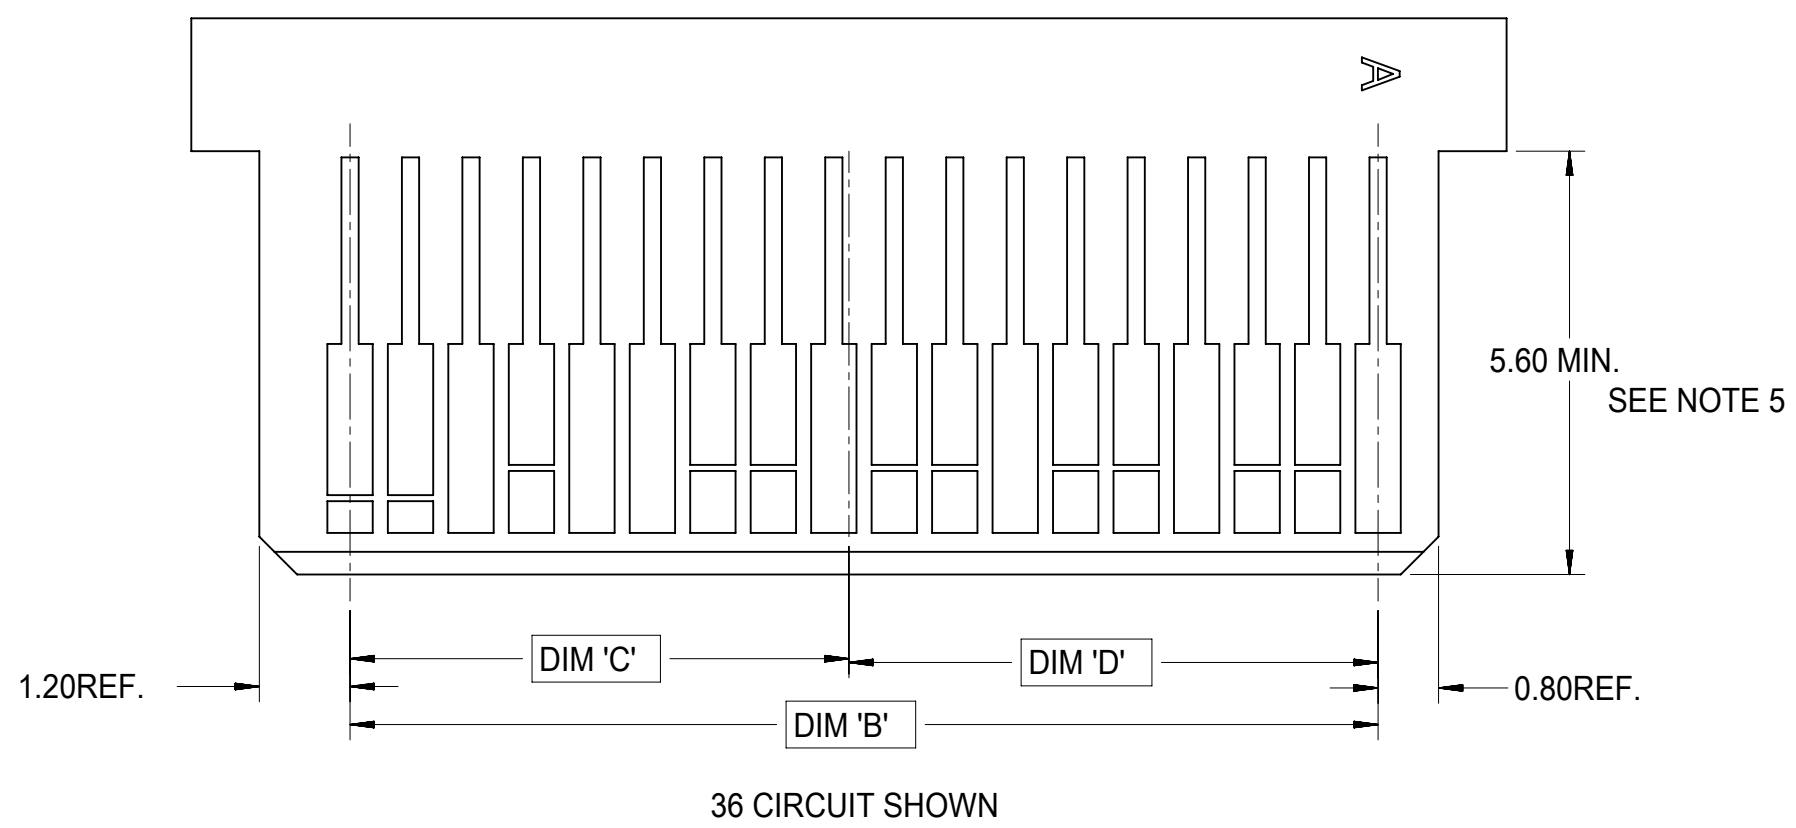 A
5.60 MIN.
SEE NOTE 5
DIM 'C'
DIM 'D'
1.20REF.
0.80REF.
DIM 'B'
36 CIRCUIT SHOWN